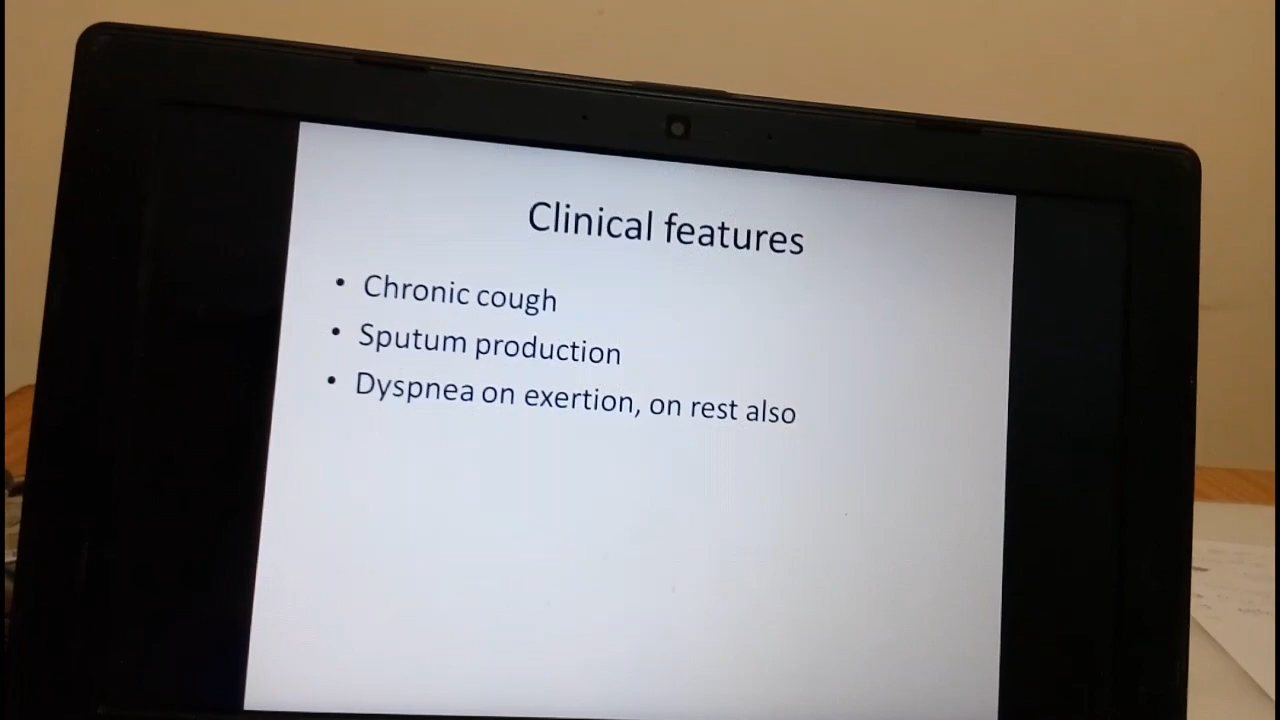 Clinical features
• Chronic cough
• Sputum production
• Dyspnea on exertion, on rest also